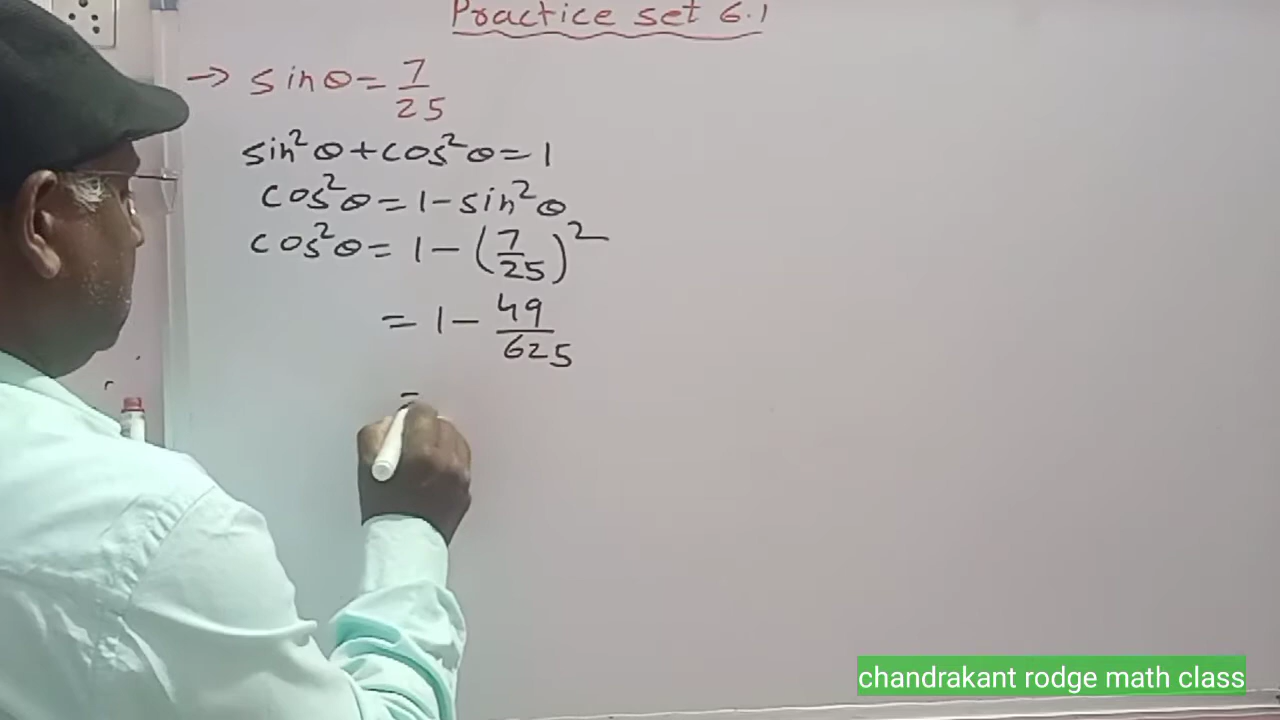 Practice set 6.1
→ sinθ = 7/25
sin²θ + cos²θ = 1
cos²θ = 1 - sin²θ
cos²θ = 1 - (7/25)²
= 1 - 49/625
=
chandrakant rodge math class